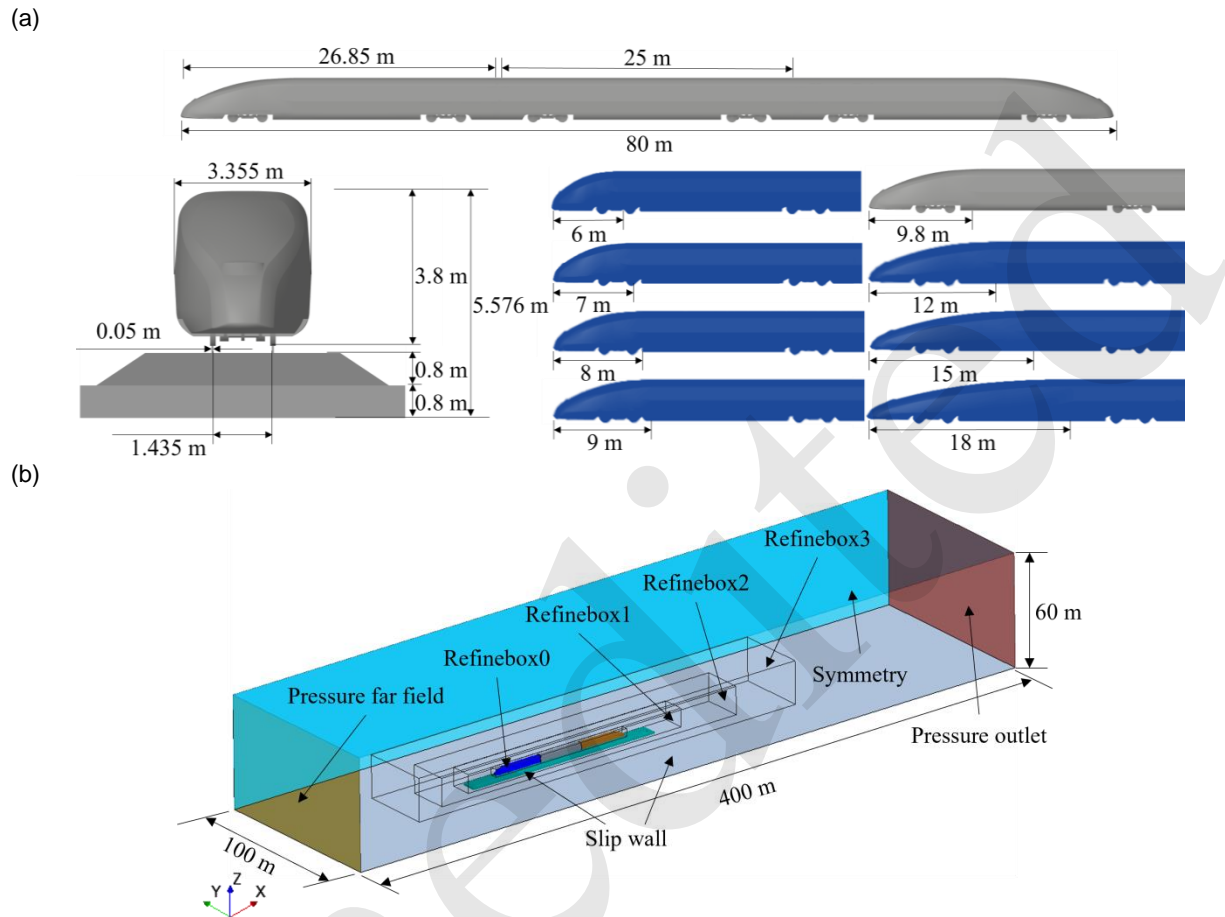 (a)
26.85 m
25 m
80 m
3.355 m
3.8 m
5.576 m
0.05 m
0.8 m
0.8 m
1.435 m
6 m
9.8 m
7 m
12 m
8 m
15 m
9 m
18 m
(b)
Refinebox3
Refinebox2
Refinebox1
Refinebox0
60 m
Symmetry
Pressure far field
Pressure outlet
400 m
Slip wall
100 m
Z
Y
X
edited